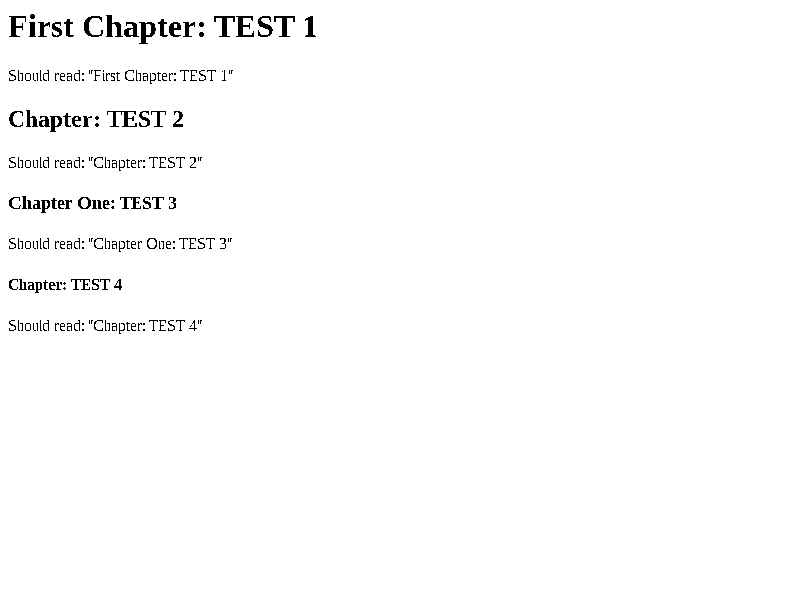 First Chapter: TEST 1
Should read: "First Chapter: TEST 1"
Chapter: TEST 2
Should read: "Chapter: TEST 2"
Chapter One: TEST 3
Should read: "Chapter One: TEST 3"
Chapter: TEST 4
Should read: "Chapter: TEST 4"